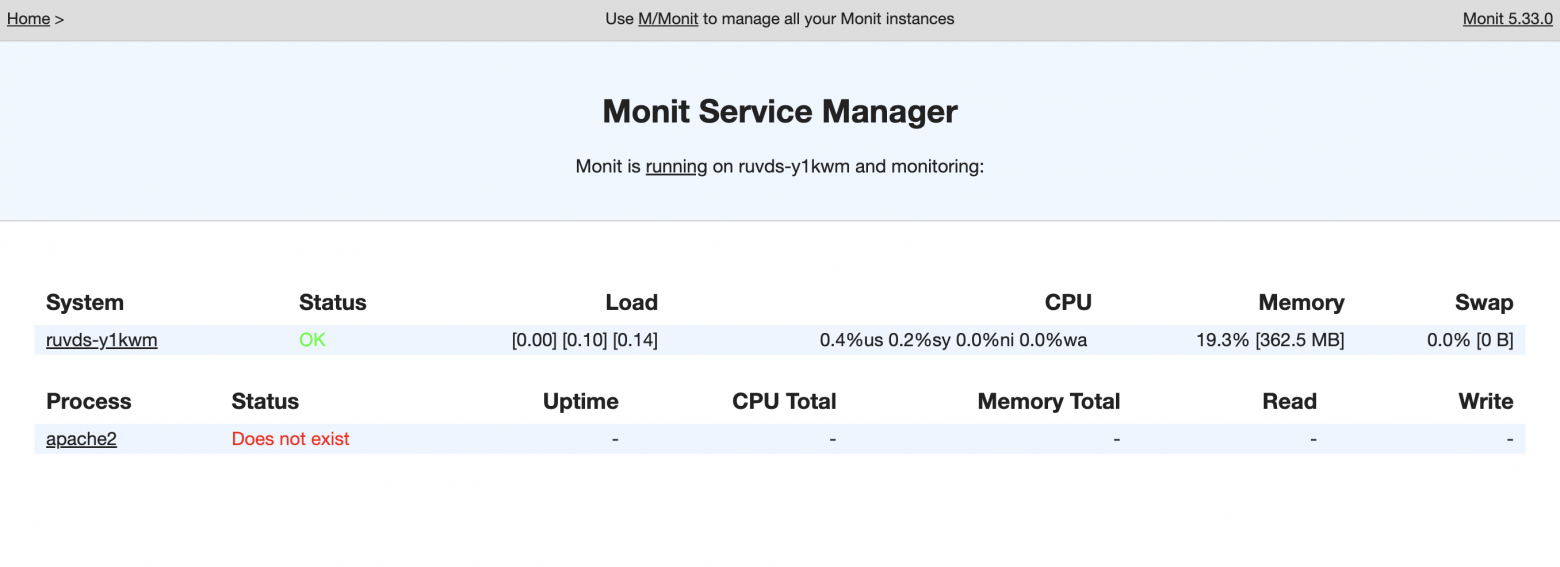 Home > Use M/Monit to manage all your Monit instances Monit 5.33.0
Monit Service Manager
Monit is running on ruvds-y1kwm and monitoring:
System Status Load CPU Memory Swap
ruvds-y1kwm OK [0.00] [0.10] [0.14] 0.4%us 0.2%sy 0.0%ni 0.0%wa 19.3% [362.5 MB] 0.0% [0 B]
Process Status Uptime CPU Total Memory Total Read Write
apache2 Does not exist - - - - -